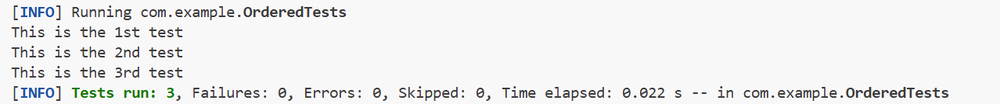 [INFO] Running com.example.OrderedTests
This is the 1st test
This is the 2nd test
This is the 3rd test
[INFO] Tests run: 3, Failures: 0, Errors: 0, Skipped: 0, Time elapsed: 0.022 s -- in com.example.OrderedTests